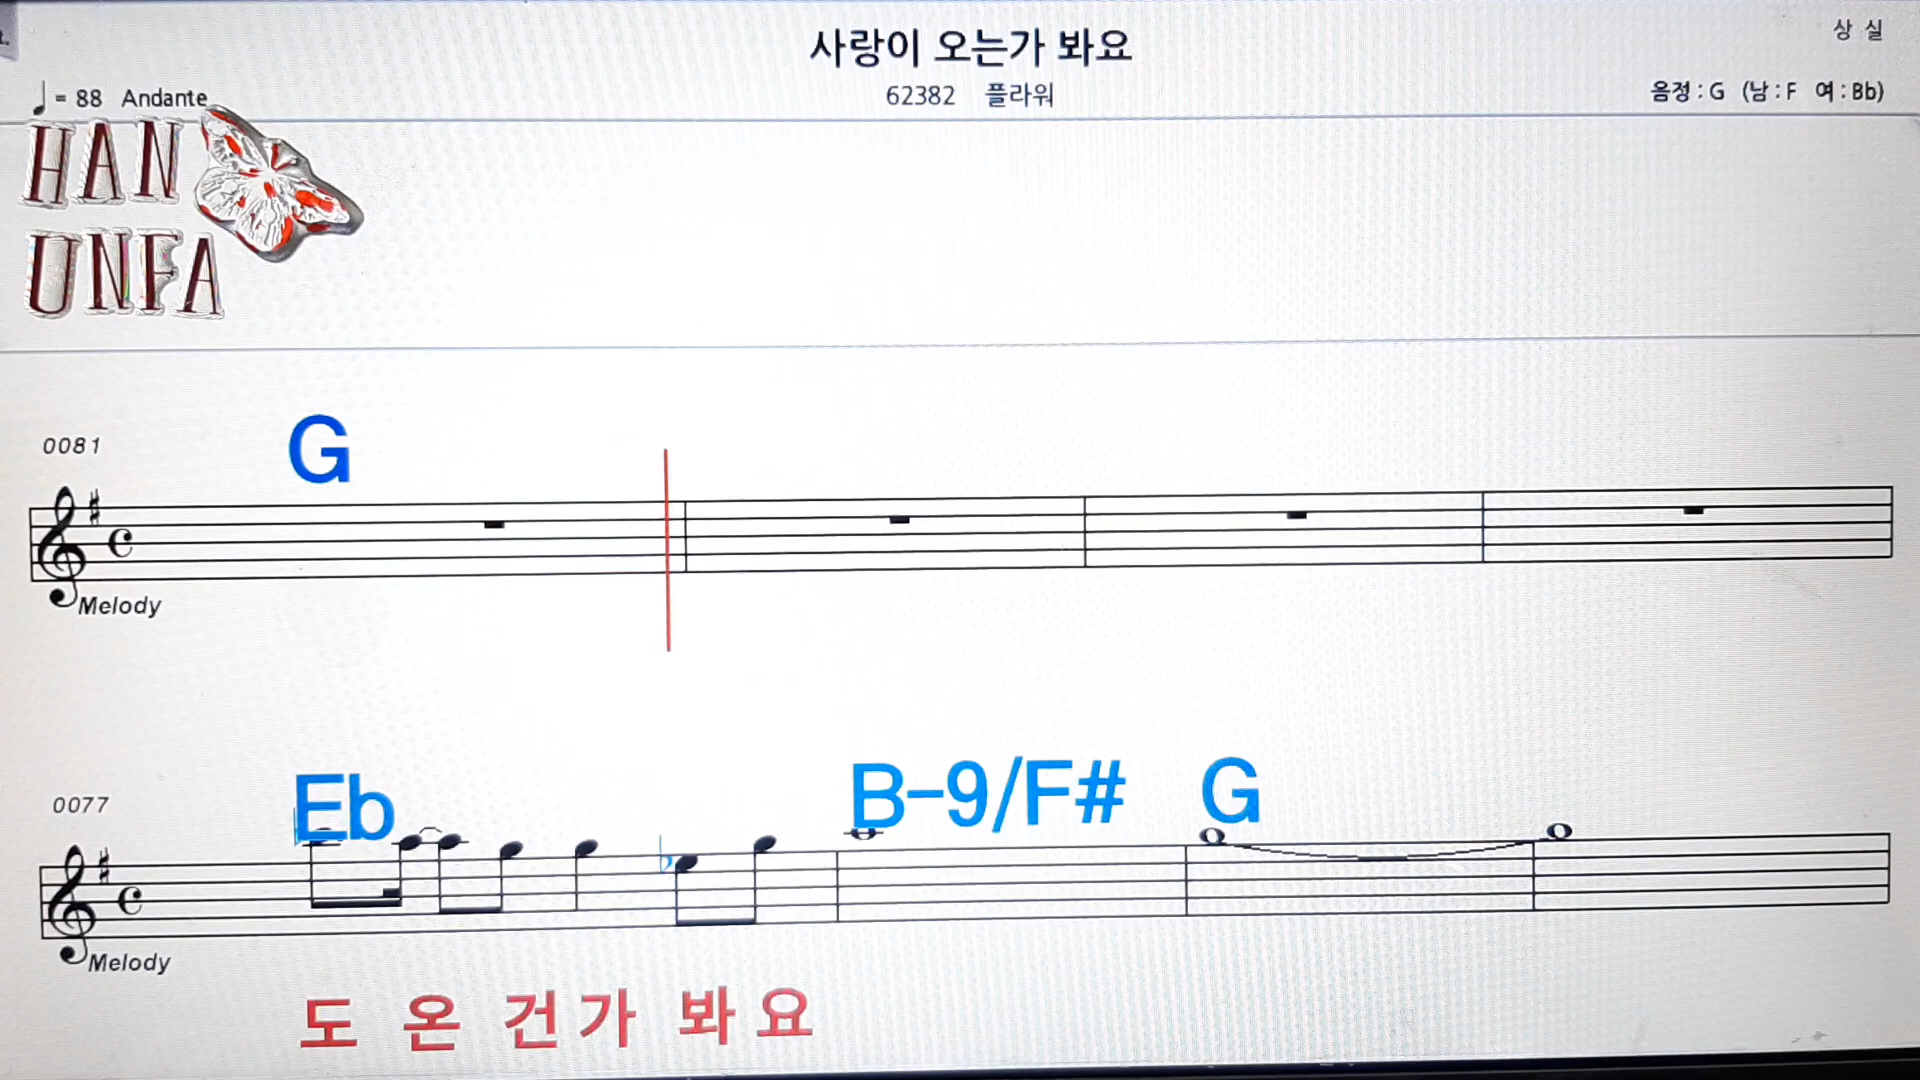 상 실
사랑이 오는가 봐요
♩= 88 Andante
62382 플라워
음정 : G (남 : F 여 : Bb)
HAN
UNFA
0081
G
Melody
0077
Eb B-9/F# G
Melody
도 온 건 가 봐 요